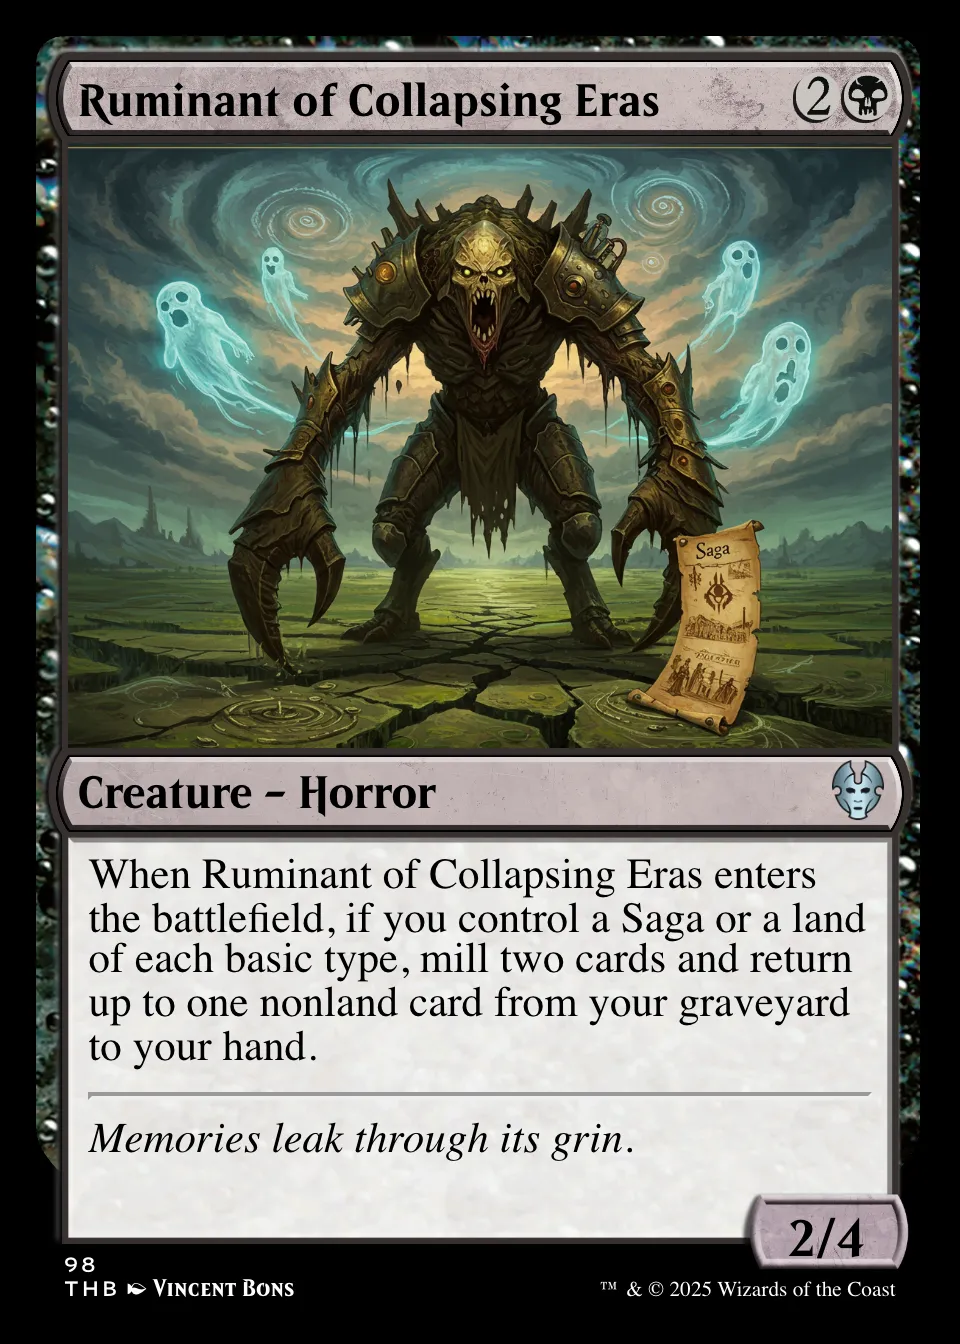 Ruminant of Collapsing Eras 2
Saga
Creature – Horror
When Ruminant of Collapsing Eras enters
the battlefield, if you control a Saga or a land
of each basic type, mill two cards and return
up to one nonland card from your graveyard
to your hand.
Memories leak through its grin.
2/4
98
THB Vincent Bons
™ & © 2025 Wizards of the Coast